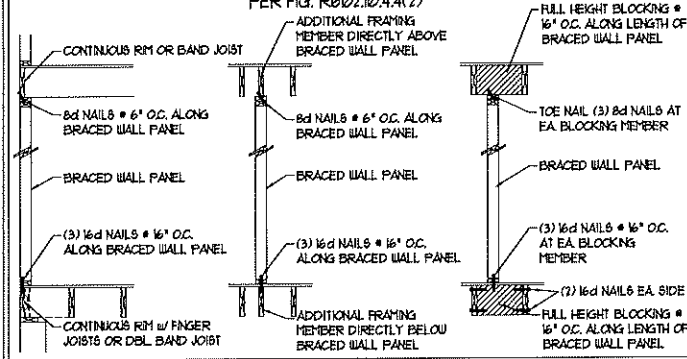 PER FIG. R602.10.4.4(2)
CONTINUOUS RIM OR BAND JOIST
8d NAILS @ 6" O.C. ALONG
BRACED WALL PANEL
BRACED WALL PANEL
(3) 16d NAILS @ 16" O.C.
ALONG BRACED WALL PANEL
CONTINUOUS RIM W/ FINGER
JOISTS OR DBL. BAND JOIST
ADDITIONAL FRAMING
MEMBER DIRECTLY ABOVE
BRACED WALL PANEL
8d NAILS @ 6" O.C. ALONG
BRACED WALL PANEL
BRACED WALL PANEL
(3) 16d NAILS @ 16" O.C.
ALONG BRACED WALL PANEL
ADDITIONAL FRAMING
MEMBER DIRECTLY BELOW
BRACED WALL PANEL
FULL HEIGHT BLOCKING @
16" O.C. ALONG LENGTH OF
BRACED WALL PANEL
TOE NAIL (3) 8d NAILS AT
EA. BLOCKING MEMBER
BRACED WALL PANEL
(3) 16d NAILS @ 16" O.C.
AT EA. BLOCKING
MEMBER
(2) 16d NAILS EA. SIDE
FULL HEIGHT BLOCKING @
16" O.C. ALONG LENGTH OF
BRACED WALL PANEL